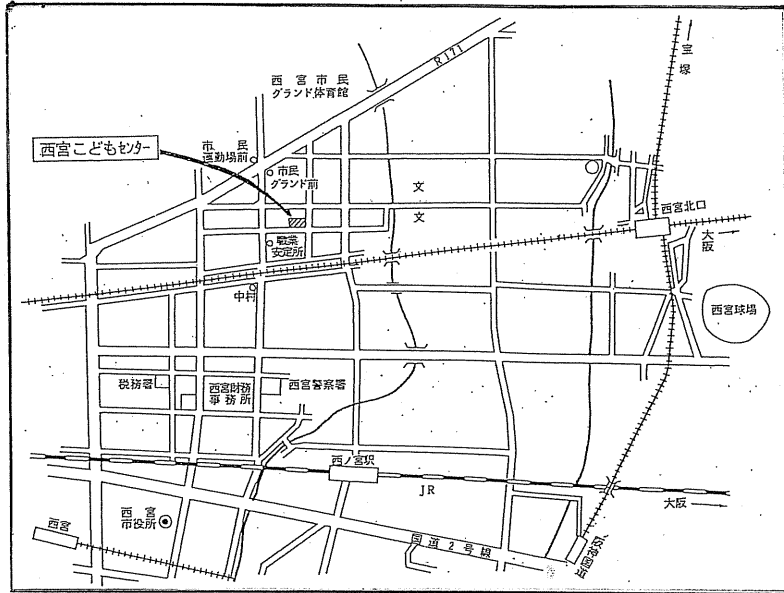 宝塚
R171
西宮市民
グランド体育館
西宮こどもセンター
市民
運動場前
市民
グランド前
文
文
西宮北口
大阪
職業
安定所
中村
西宮球場
税務署
西宮財務
事務所
西宮警察署
西ノ宮駅
JR
大阪
西宮
市役所
西宮
国道2号線
阪神国道